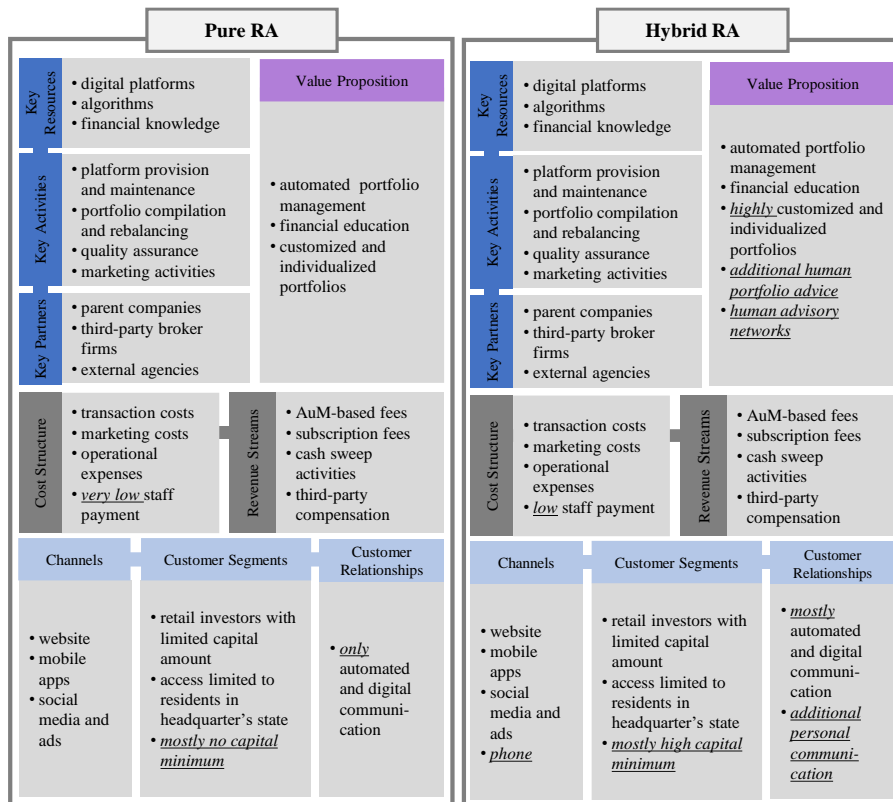 Pure RA
Key
Resources
• digital platforms
• algorithms
• financial knowledge
Key Activities
• platform provision
and maintenance
• portfolio compilation
and rebalancing
• quality assurance
• marketing activities
Key Partners
• parent companies
• third-party broker
firms
• external agencies
Value Proposition
• automated portfolio
management
• financial education
• customized and
individualized
portfolios
Cost Structure
• transaction costs
• marketing costs
• operational
expenses
• very low staff
payment
Revenue Streams
• AuM-based fees
• subscription fees
• cash sweep
activities
• third-party
compensation
Channels
• website
• mobile
apps
• social
media and
ads
Customer Segments
• retail investors with
limited capital
amount
• access limited to
residents in
headquarter's state
• mostly no capital
minimum
Customer
Relationships
• only
automated
and digital
communi-
cation
Hybrid RA
Key
Resources
• digital platforms
• algorithms
• financial knowledge
Key Activities
• platform provision
and maintenance
• portfolio compilation
and rebalancing
• quality assurance
• marketing activities
Key Partners
• parent companies
• third-party broker
firms
• external agencies
Value Proposition
• automated portfolio
management
• financial education
• highly customized and
individualized
portfolios
• additional human
portfolio advice
• human advisory
networks
Cost Structure
• transaction costs
• marketing costs
• operational
expenses
• low staff payment
Revenue Streams
• AuM-based fees
• subscription fees
• cash sweep
activities
• third-party
compensation
Channels
• website
• mobile
apps
• social
media and
ads
• phone
Customer Segments
• retail investors with
limited capital
amount
• access limited to
residents in
headquarter's state
• mostly high capital
minimum
Customer
Relationships
• mostly
automated
and digital
communi-
cation
• additional
personal
communi-
cation